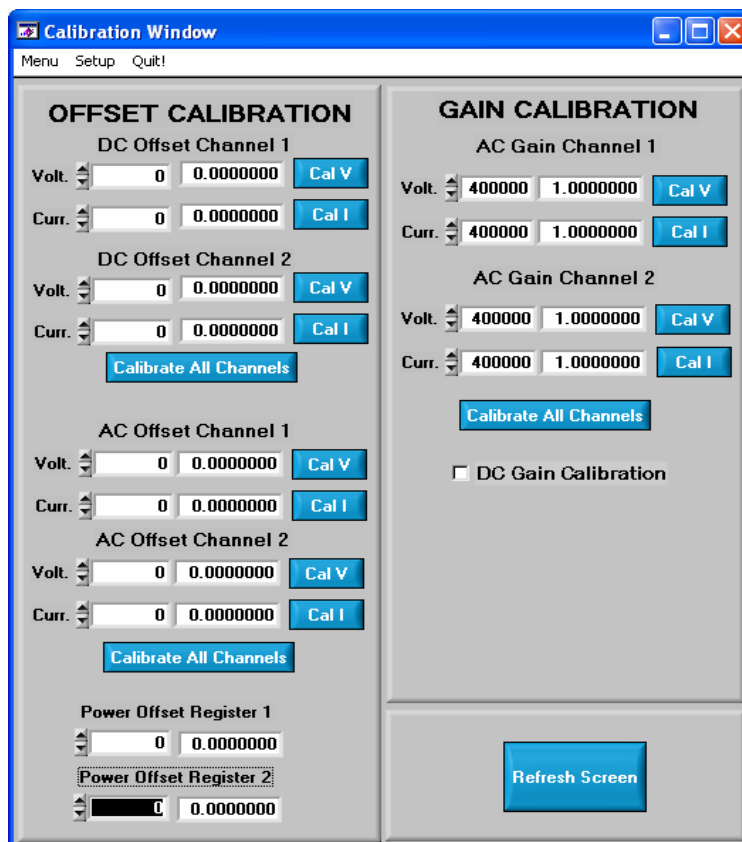 Calibration Window
Menu Setup Quit!
OFFSET CALIBRATION
DC Offset Channel 1
Volt. 0 0.0000000 Cal V
Curr. 0 0.0000000 Cal I
DC Offset Channel 2
Volt. 0 0.0000000 Cal V
Curr. 0 0.0000000 Cal I
Calibrate All Channels
AC Offset Channel 1
Volt. 0 0.0000000 Cal V
Curr. 0 0.0000000 Cal I
AC Offset Channel 2
Volt. 0 0.0000000 Cal V
Curr. 0 0.0000000 Cal I
Calibrate All Channels
Power Offset Register 1
0 0.0000000
Power Offset Register 2
0 0.0000000
GAIN CALIBRATION
AC Gain Channel 1
Volt. 400000 1.0000000 Cal V
Curr. 400000 1.0000000 Cal I
AC Gain Channel 2
Volt. 400000 1.0000000 Cal V
Curr. 400000 1.0000000 Cal I
Calibrate All Channels
DC Gain Calibration
Refresh Screen